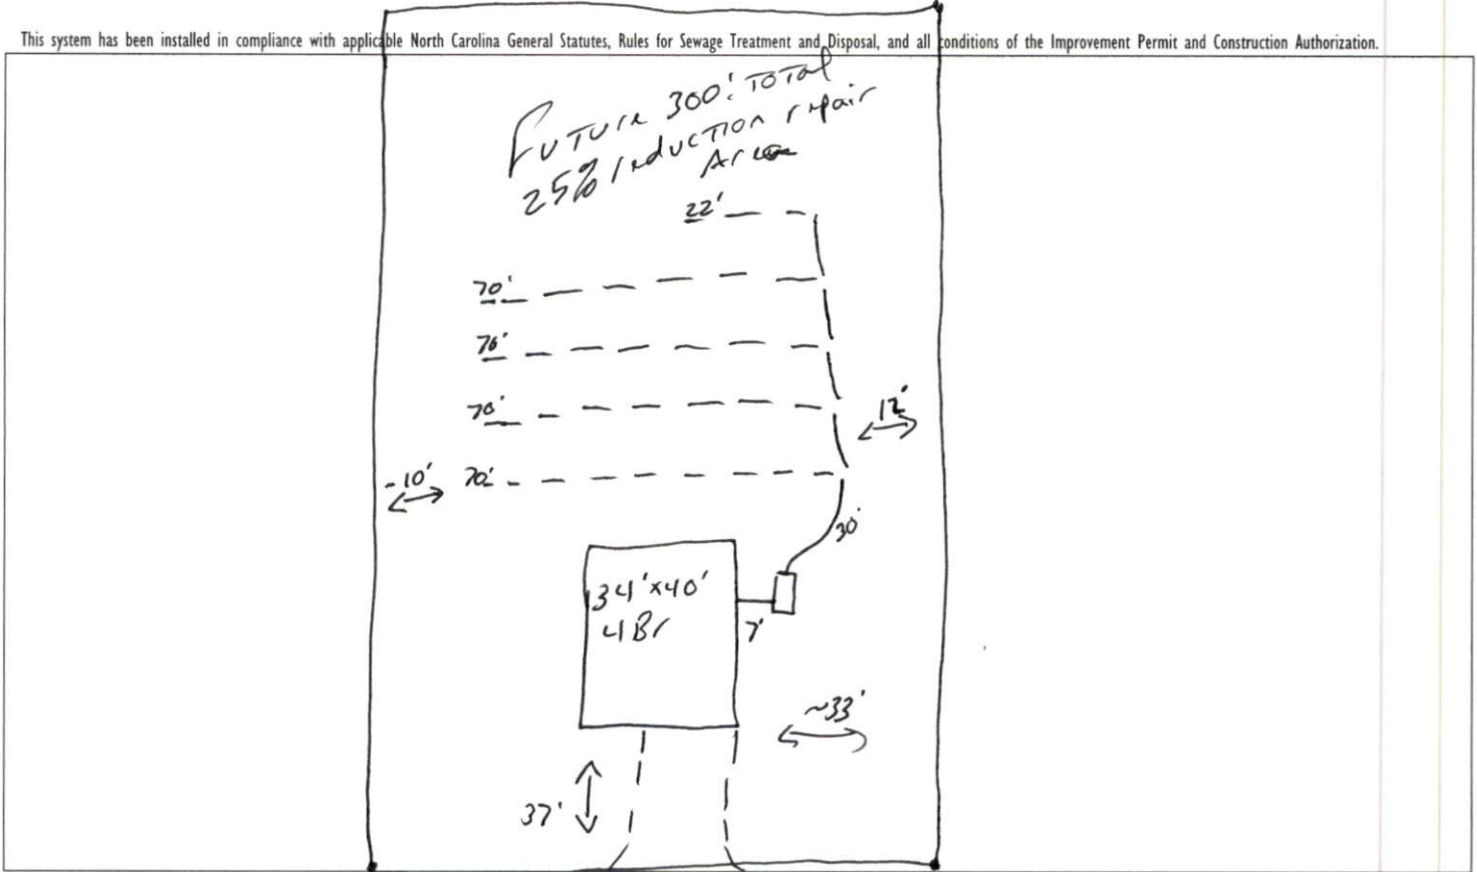 This system has been installed in compliance with applicable North Carolina General Statutes, Rules for Sewage Treatment and Disposal, and all conditions of the Improvement Permit and Construction Authorization.
Future 300' Total
25% reduction repair
Area
22'
70'
70'
70'
12'
~10' 70'
30'
34'x40'
4Br
7'
~33'
37'